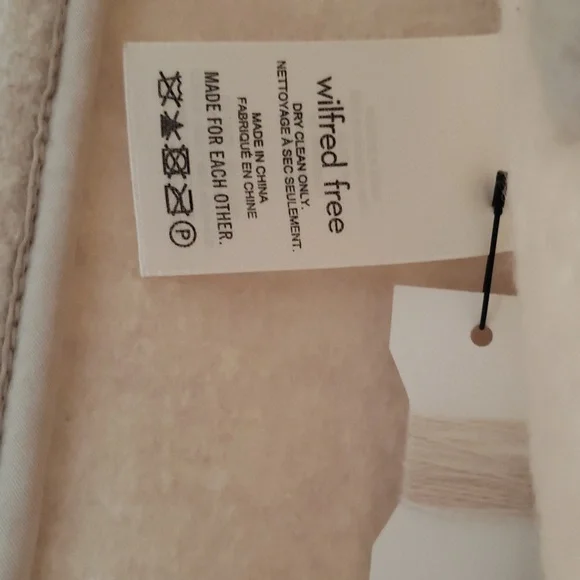 wilfred free
DRY CLEAN ONLY.
NETTOYAGE À SEC SEULEMENT.
MADE IN CHINA
FABRIQUÉ EN CHINE
MADE FOR EACH OTHER.
P